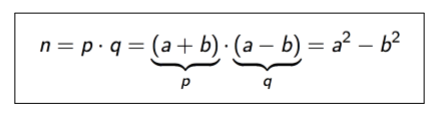 n = p · q = (a + b) · (a − b) = a² − b²
p q